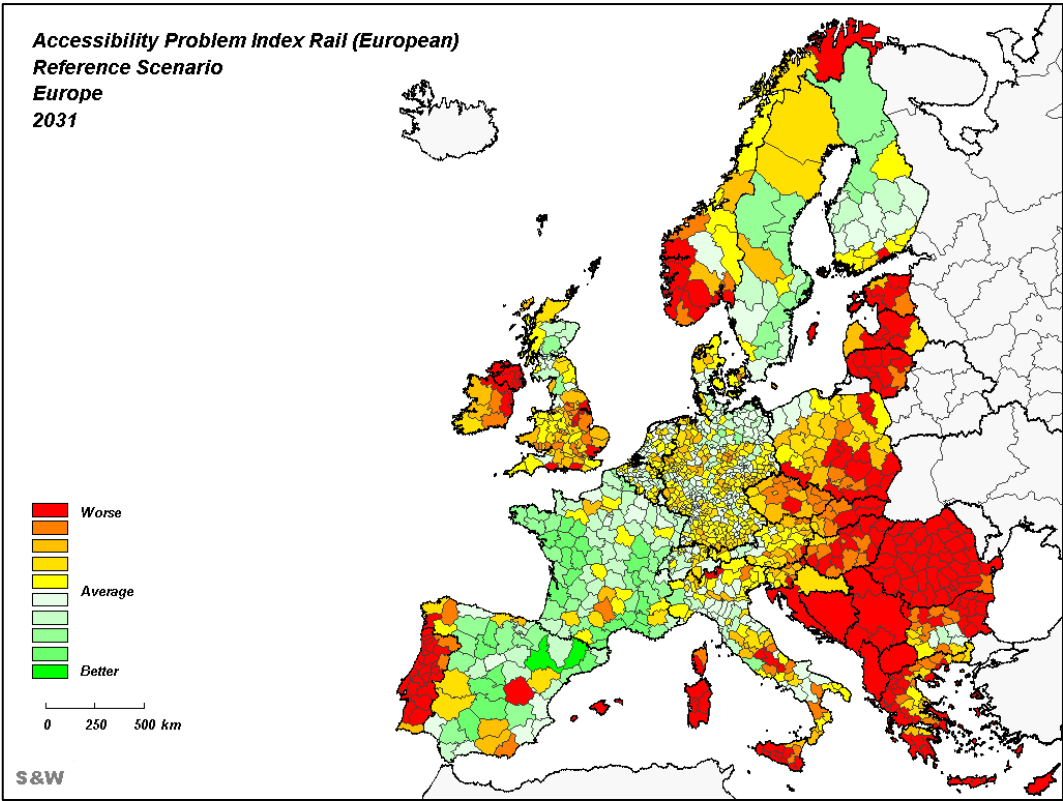 Accessibility Problem Index Rail (European)
Reference Scenario
Europe
2031
Worse
Average
Better
0 250 500 km
S&W